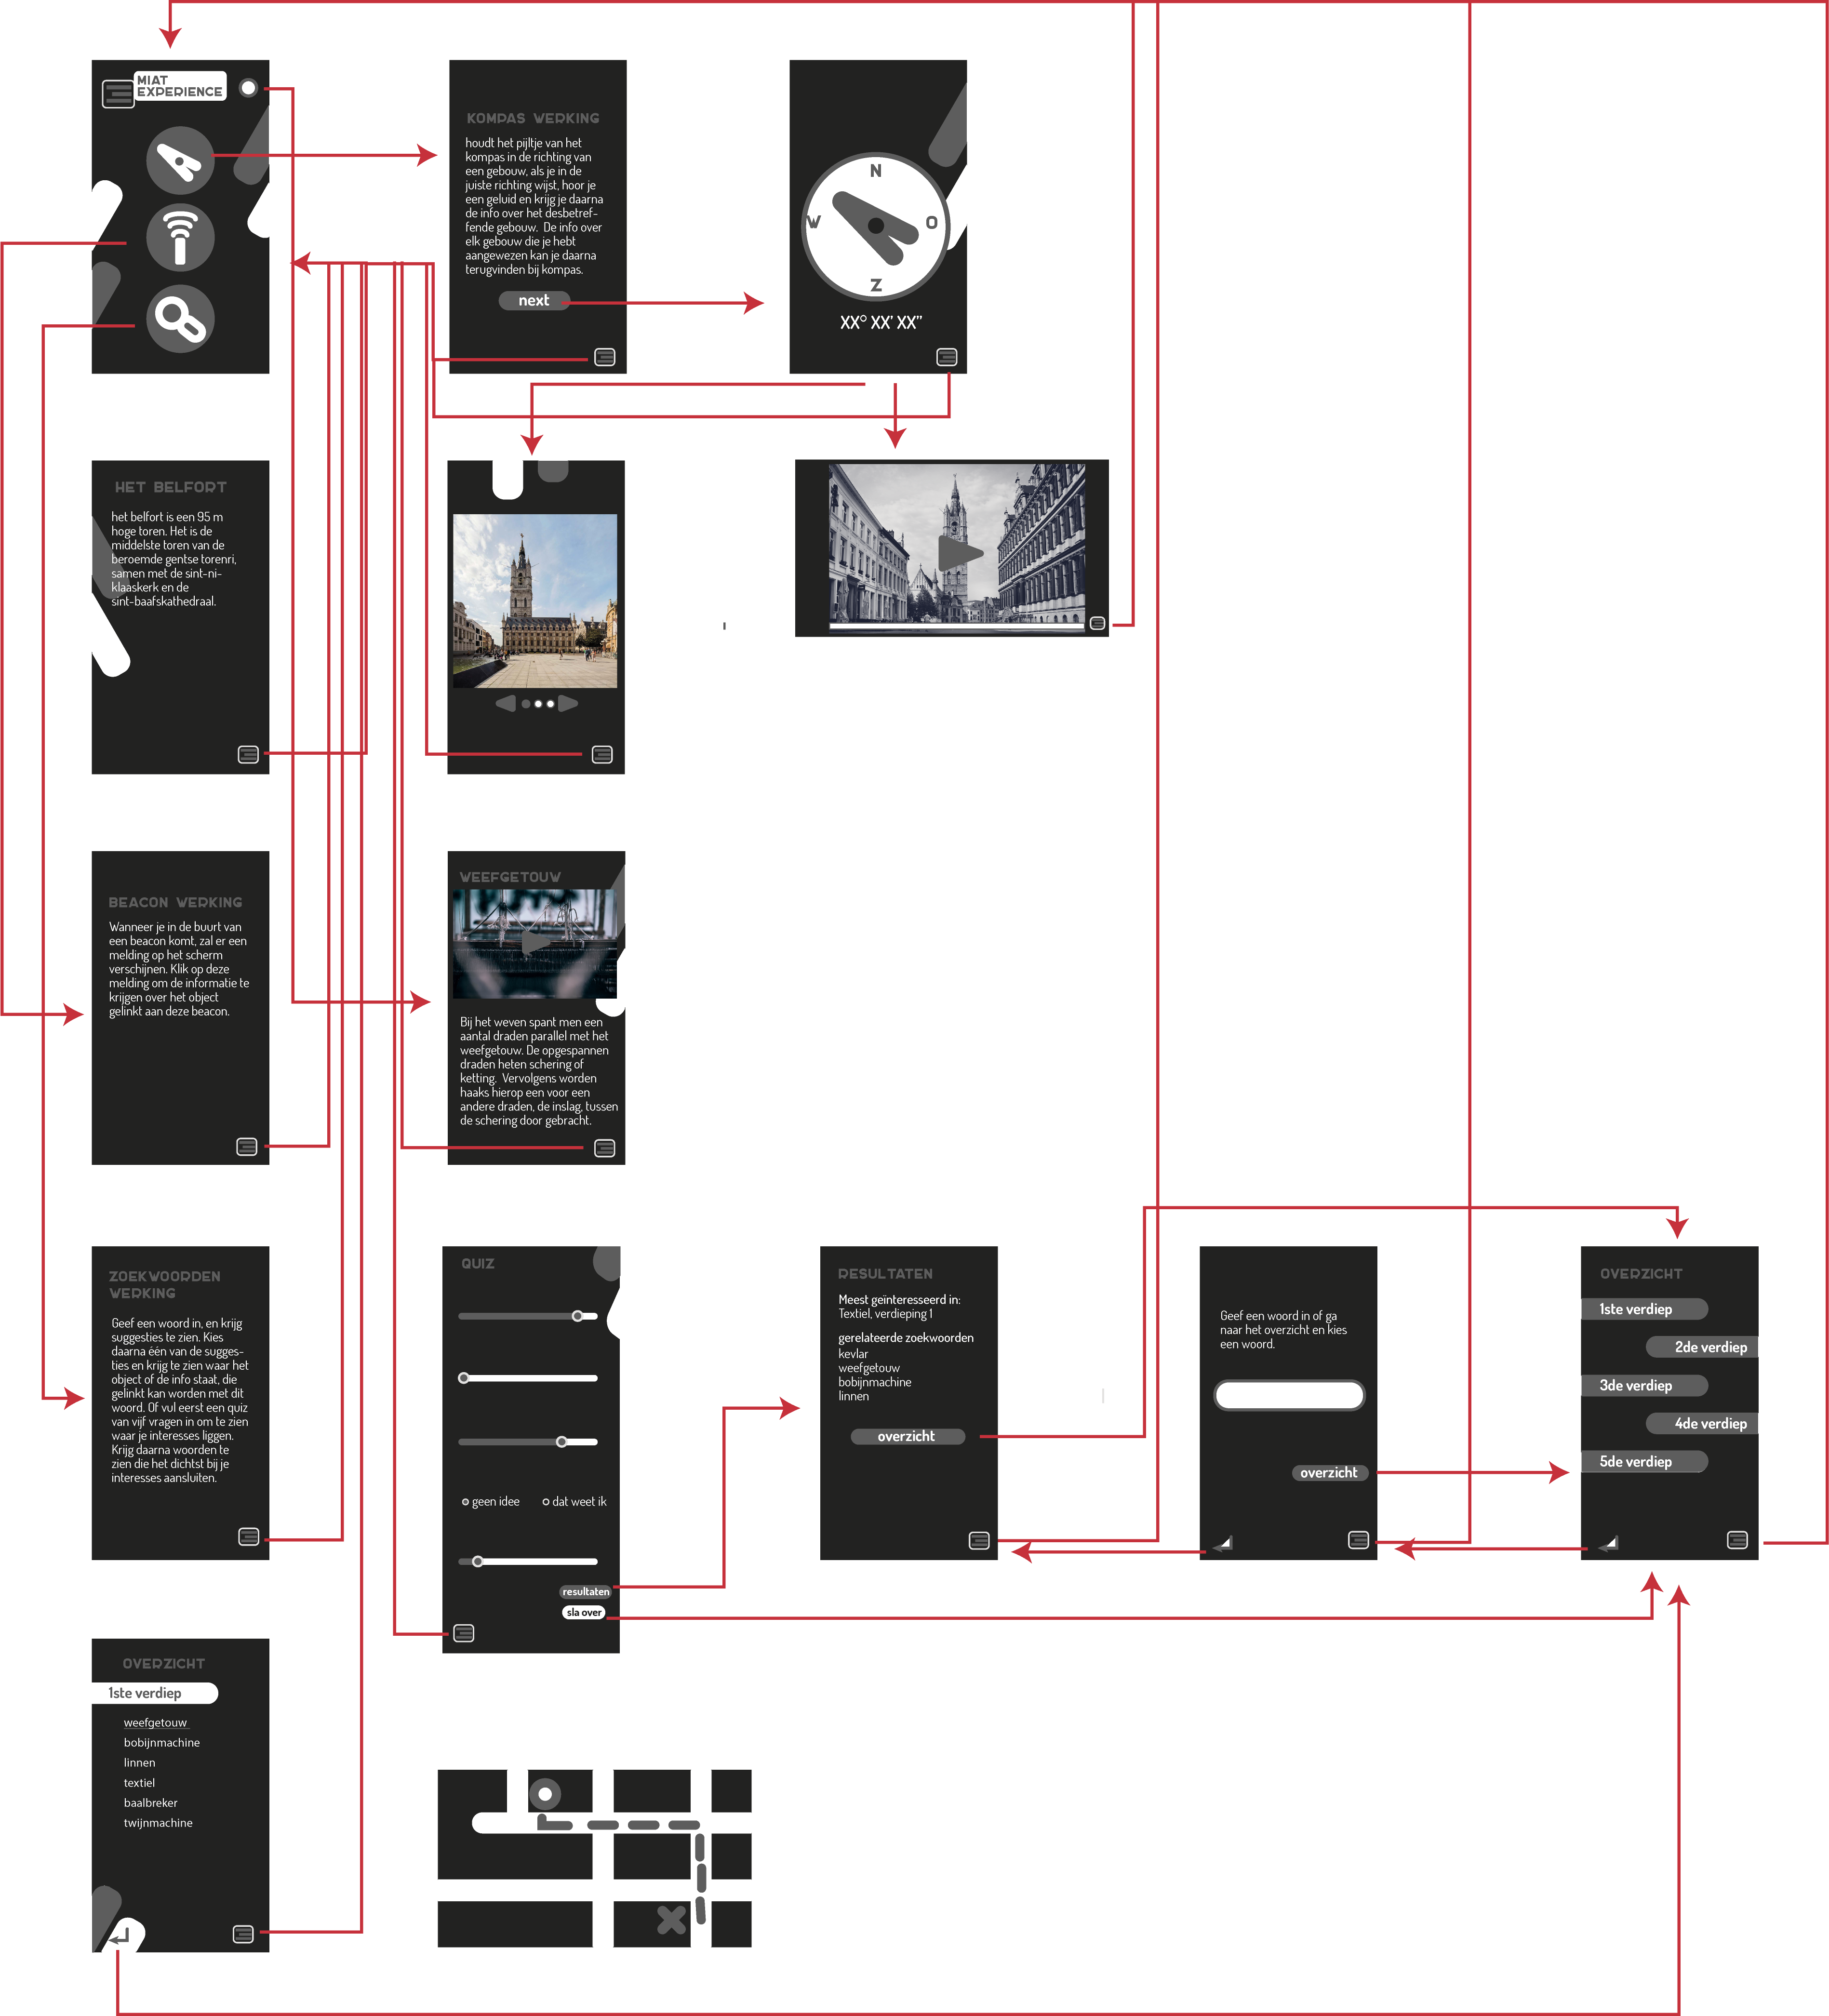 MIAT
EXPERIENCE
KOMPAS WERKING
houdt het pijltje van het
kompas in de richting van
een gebouw, als je in de
juiste richting wijst, hoor je
een geluid en krijg je daarna
de info over het desbetref-
fende gebouw. De info over
elk gebouw die je hebt
aangewezen kan je daarna
terugvinden bij kompas.
next
N
W
O
Z
XX° XX' XX"
HET BELFORT
het belfort is een 95 m
hoge toren. Het is de
middelste toren van de
beroemde gentse torenri,
samen met de sint-ni-
klaaskerk en de
sint-baafskathedraal.
BEACON WERKING
Wanneer je in de buurt van
een beacon komt, zal er een
melding op het scherm
verschijnen. Klik op deze
melding om de informatie te
krijgen over het object
gelinkt aan deze beacon.
WEEFGETOUW
Bij het weven spant men een
aantal draden parallel met het
weefgetouw. De opgespannen
draden heten schering of
ketting. Vervolgens worden
haaks hierop een voor een
andere draden, de inslag, tussen
de schering door gebracht.
ZOEKWOORDEN
WERKING
Geef een woord in, en krijg
suggesties te zien. Kies
daarna één van de sugges-
ties en krijg te zien waar het
object of de info staat, die
gelinkt kan worden met dit
woord. Of vul eerst een quiz
van vijf vragen in om te zien
waar je interesses liggen.
Krijg daarna woorden te
zien die het dichtst bij je
interesses aansluiten.
QUIZ
geen idee
dat weet ik
resultaten
sla over
RESULTATEN
Meest geïnteresseerd in:
Textiel, verdieping 1
gerelateerde zoekwoorden
kevlar
weefgetouw
bobijnmachine
linnen
overzicht
Geef een woord in of ga
naar het overzicht en kies
een woord.
overzicht
OVERZICHT
1ste verdiep
2de verdiep
3de verdiep
4de verdiep
5de verdiep
OVERZICHT
1ste verdiep
weefgetouw
bobijnmachine
linnen
textiel
baalbreker
twijnmachine